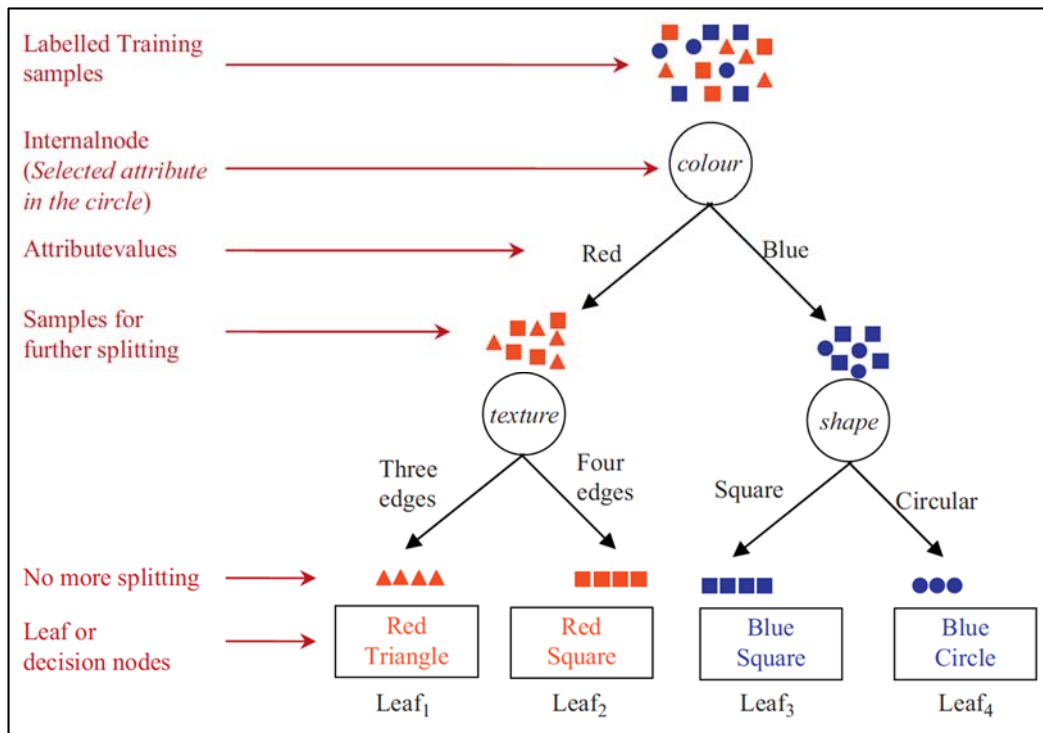 Labelled Training
samples
Internalnode
(Selected attribute
in the circle)
colour
Attributevalues
Red
Blue
Samples for
further splitting
texture
shape
Three
edges
Four
edges
Square
Circular
No more splitting
Leaf or
decision nodes
Red
Triangle
Red
Square
Blue
Square
Blue
Circle
Leaf1
Leaf2
Leaf3
Leaf4